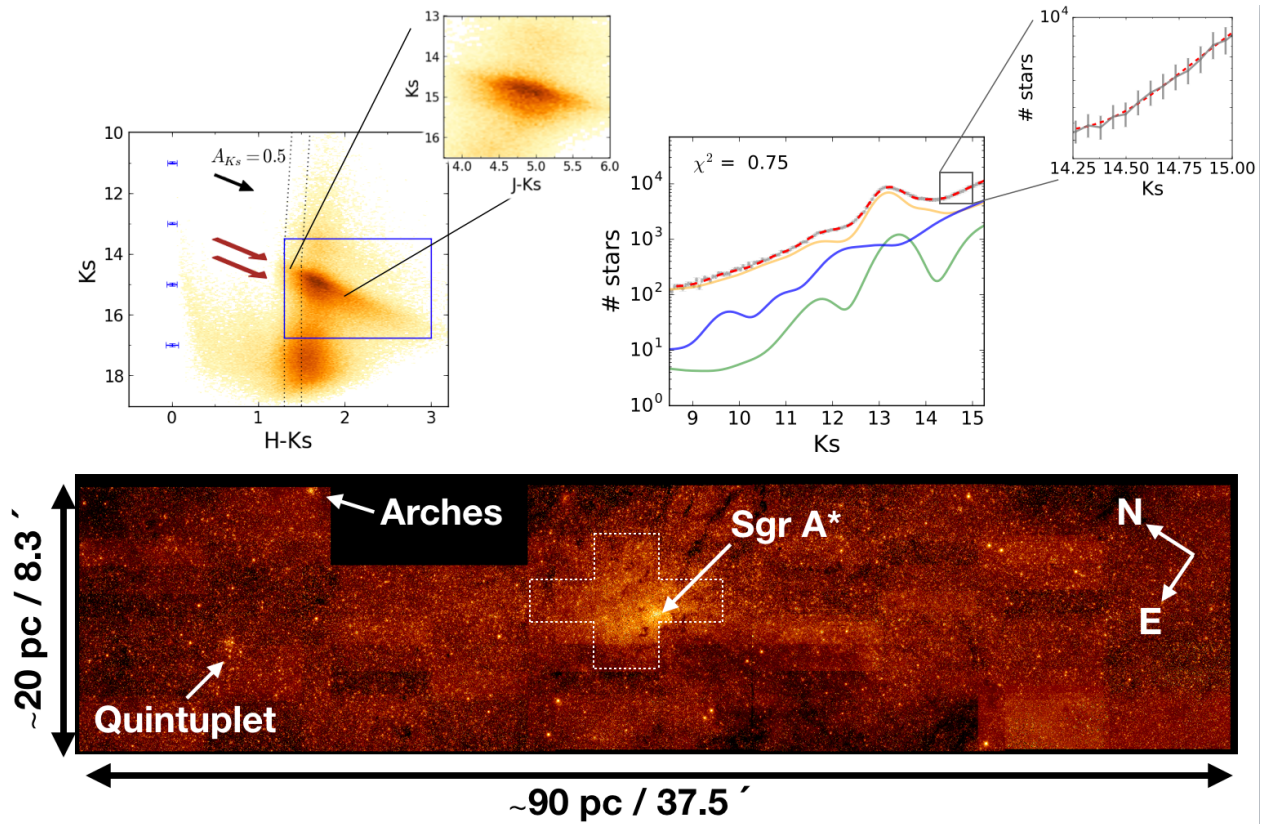 13
14
Ks
15
16
4.0 4.5 5.0 5.5 6.0
J-Ks
10
A_{Ks} = 0.5
12
14
Ks
16
18
0 1 2 3
H-Ks
10^4
# stars
14.25 14.50 14.75 15.00
Ks
χ² = 0.75
10^4
10^3
# stars
10^2
10^1
10^0
9 10 11 12 13 14 15
Ks
Arches
Sgr A*
N
E
Quintuplet
~20 pc / 8.3 ´
~90 pc / 37.5 ´